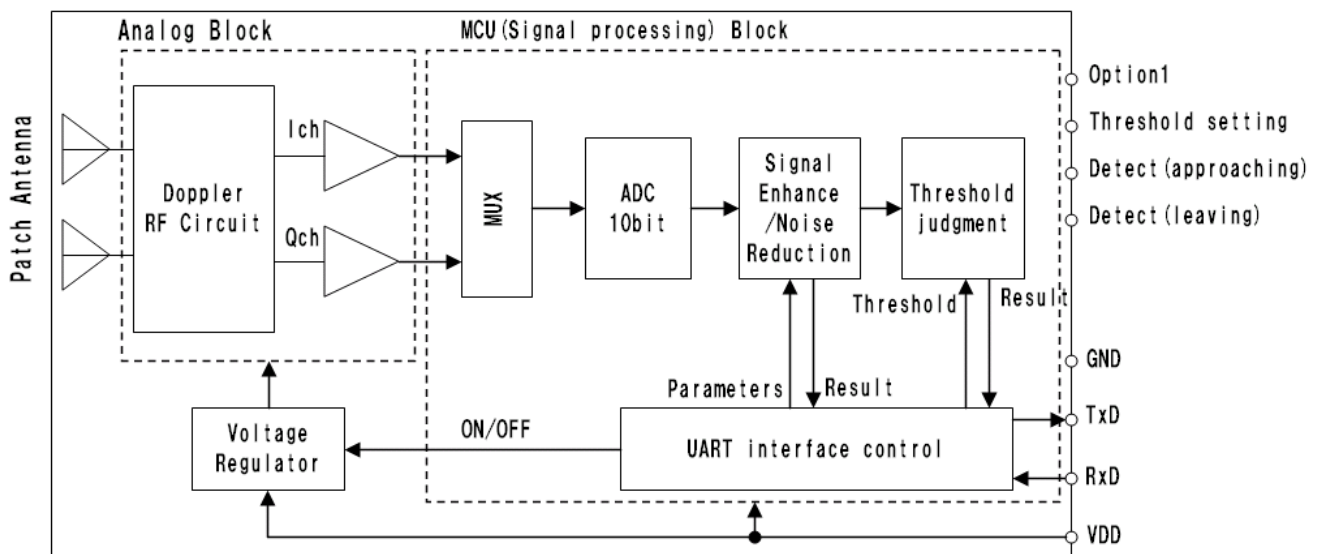 Analog Block
MCU(Signal processing) Block
Patch Antenna
Doppler
RF Circuit
Ich
Qch
MUX
ADC
10bit
Signal
Enhance
/Noise
Reduction
Threshold
judgment
Option1
Threshold setting
Detect(approaching)
Detect(leaving)
Threshold
Result
Parameters
Result
GND
TxD
RxD
VDD
Voltage
Regulator
ON/OFF
UART interface control